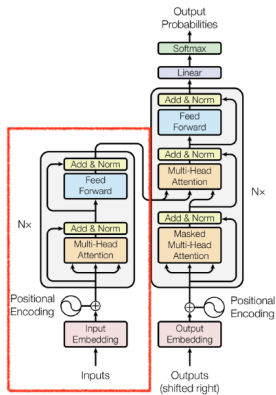 Output
Probabilities
Softmax
Linear
Add & Norm
Feed
Forward
Add & Norm
Multi-Head
Attention
Add & Norm
Masked
Multi-Head
Attention
N×
Positional
Encoding
Output
Embedding
Outputs
(shifted right)
Add & Norm
Feed
Forward
Add & Norm
Multi-Head
Attention
N×
Positional
Encoding
Input
Embedding
Inputs